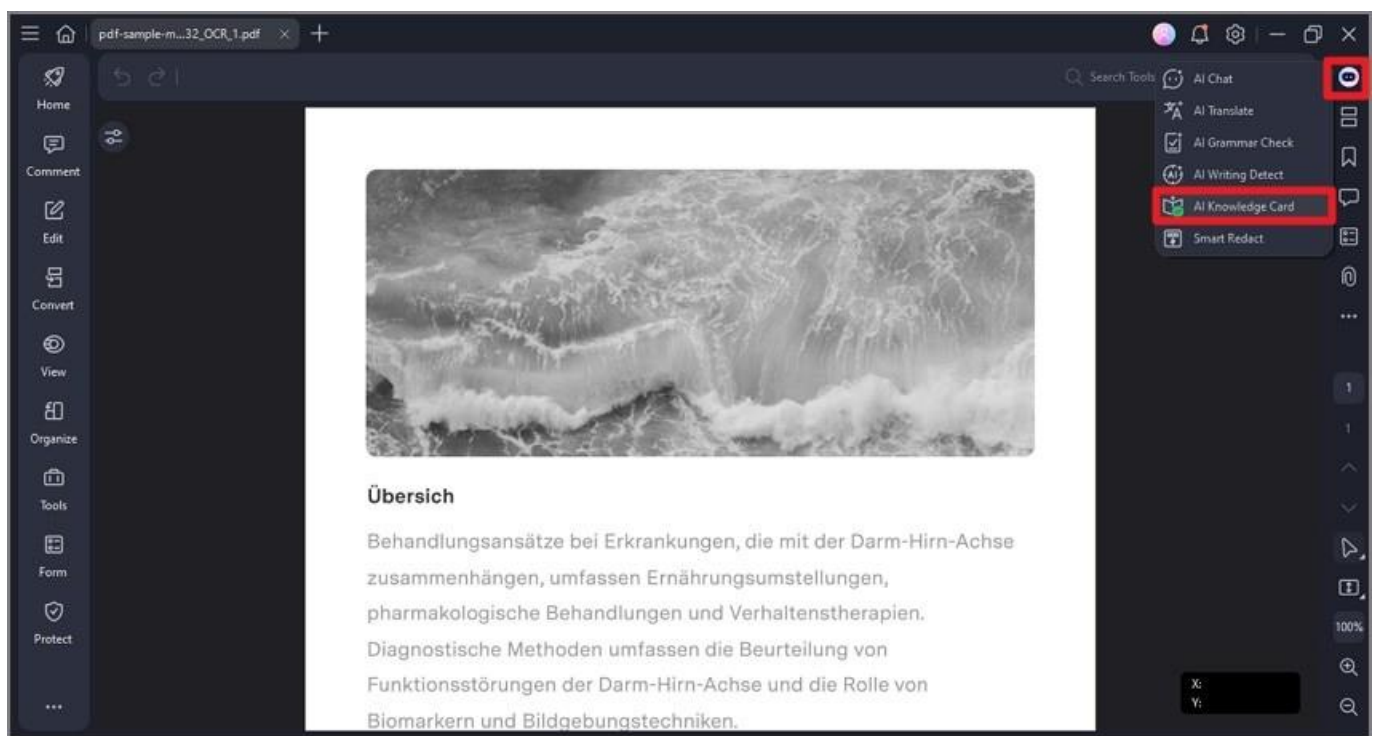 pdf-sample-m...32_OCR_1.pdf
Search Tools
Home
Comment
Edit
Convert
View
Organize
Tools
Form
Protect
AI Chat
AI Translate
AI Grammar Check
AI Writing Detect
AI Knowledge Card
Smart Redact
Übersich
Behandlungsansätze bei Erkrankungen, die mit der Darm-Hirn-Achse
zusammenhängen, umfassen Ernährungsumstellungen,
pharmakologische Behandlungen und Verhaltenstherapien.
Diagnostische Methoden umfassen die Beurteilung von
Funktionsstörungen der Darm-Hirn-Achse und die Rolle von
Biomarkern und Bildgebungstechniken.
1
1
100%
X:
Y: